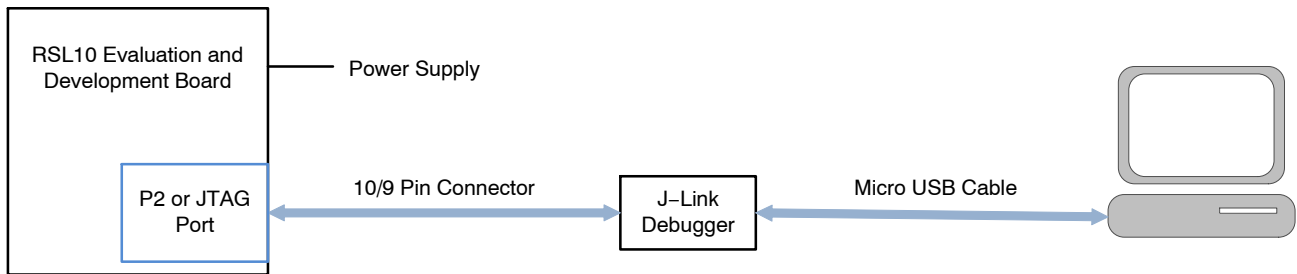 RSL10 Evaluation and
Development Board
Power Supply
P2 or JTAG
Port
10/9 Pin Connector
J−Link
Debugger
Micro USB Cable